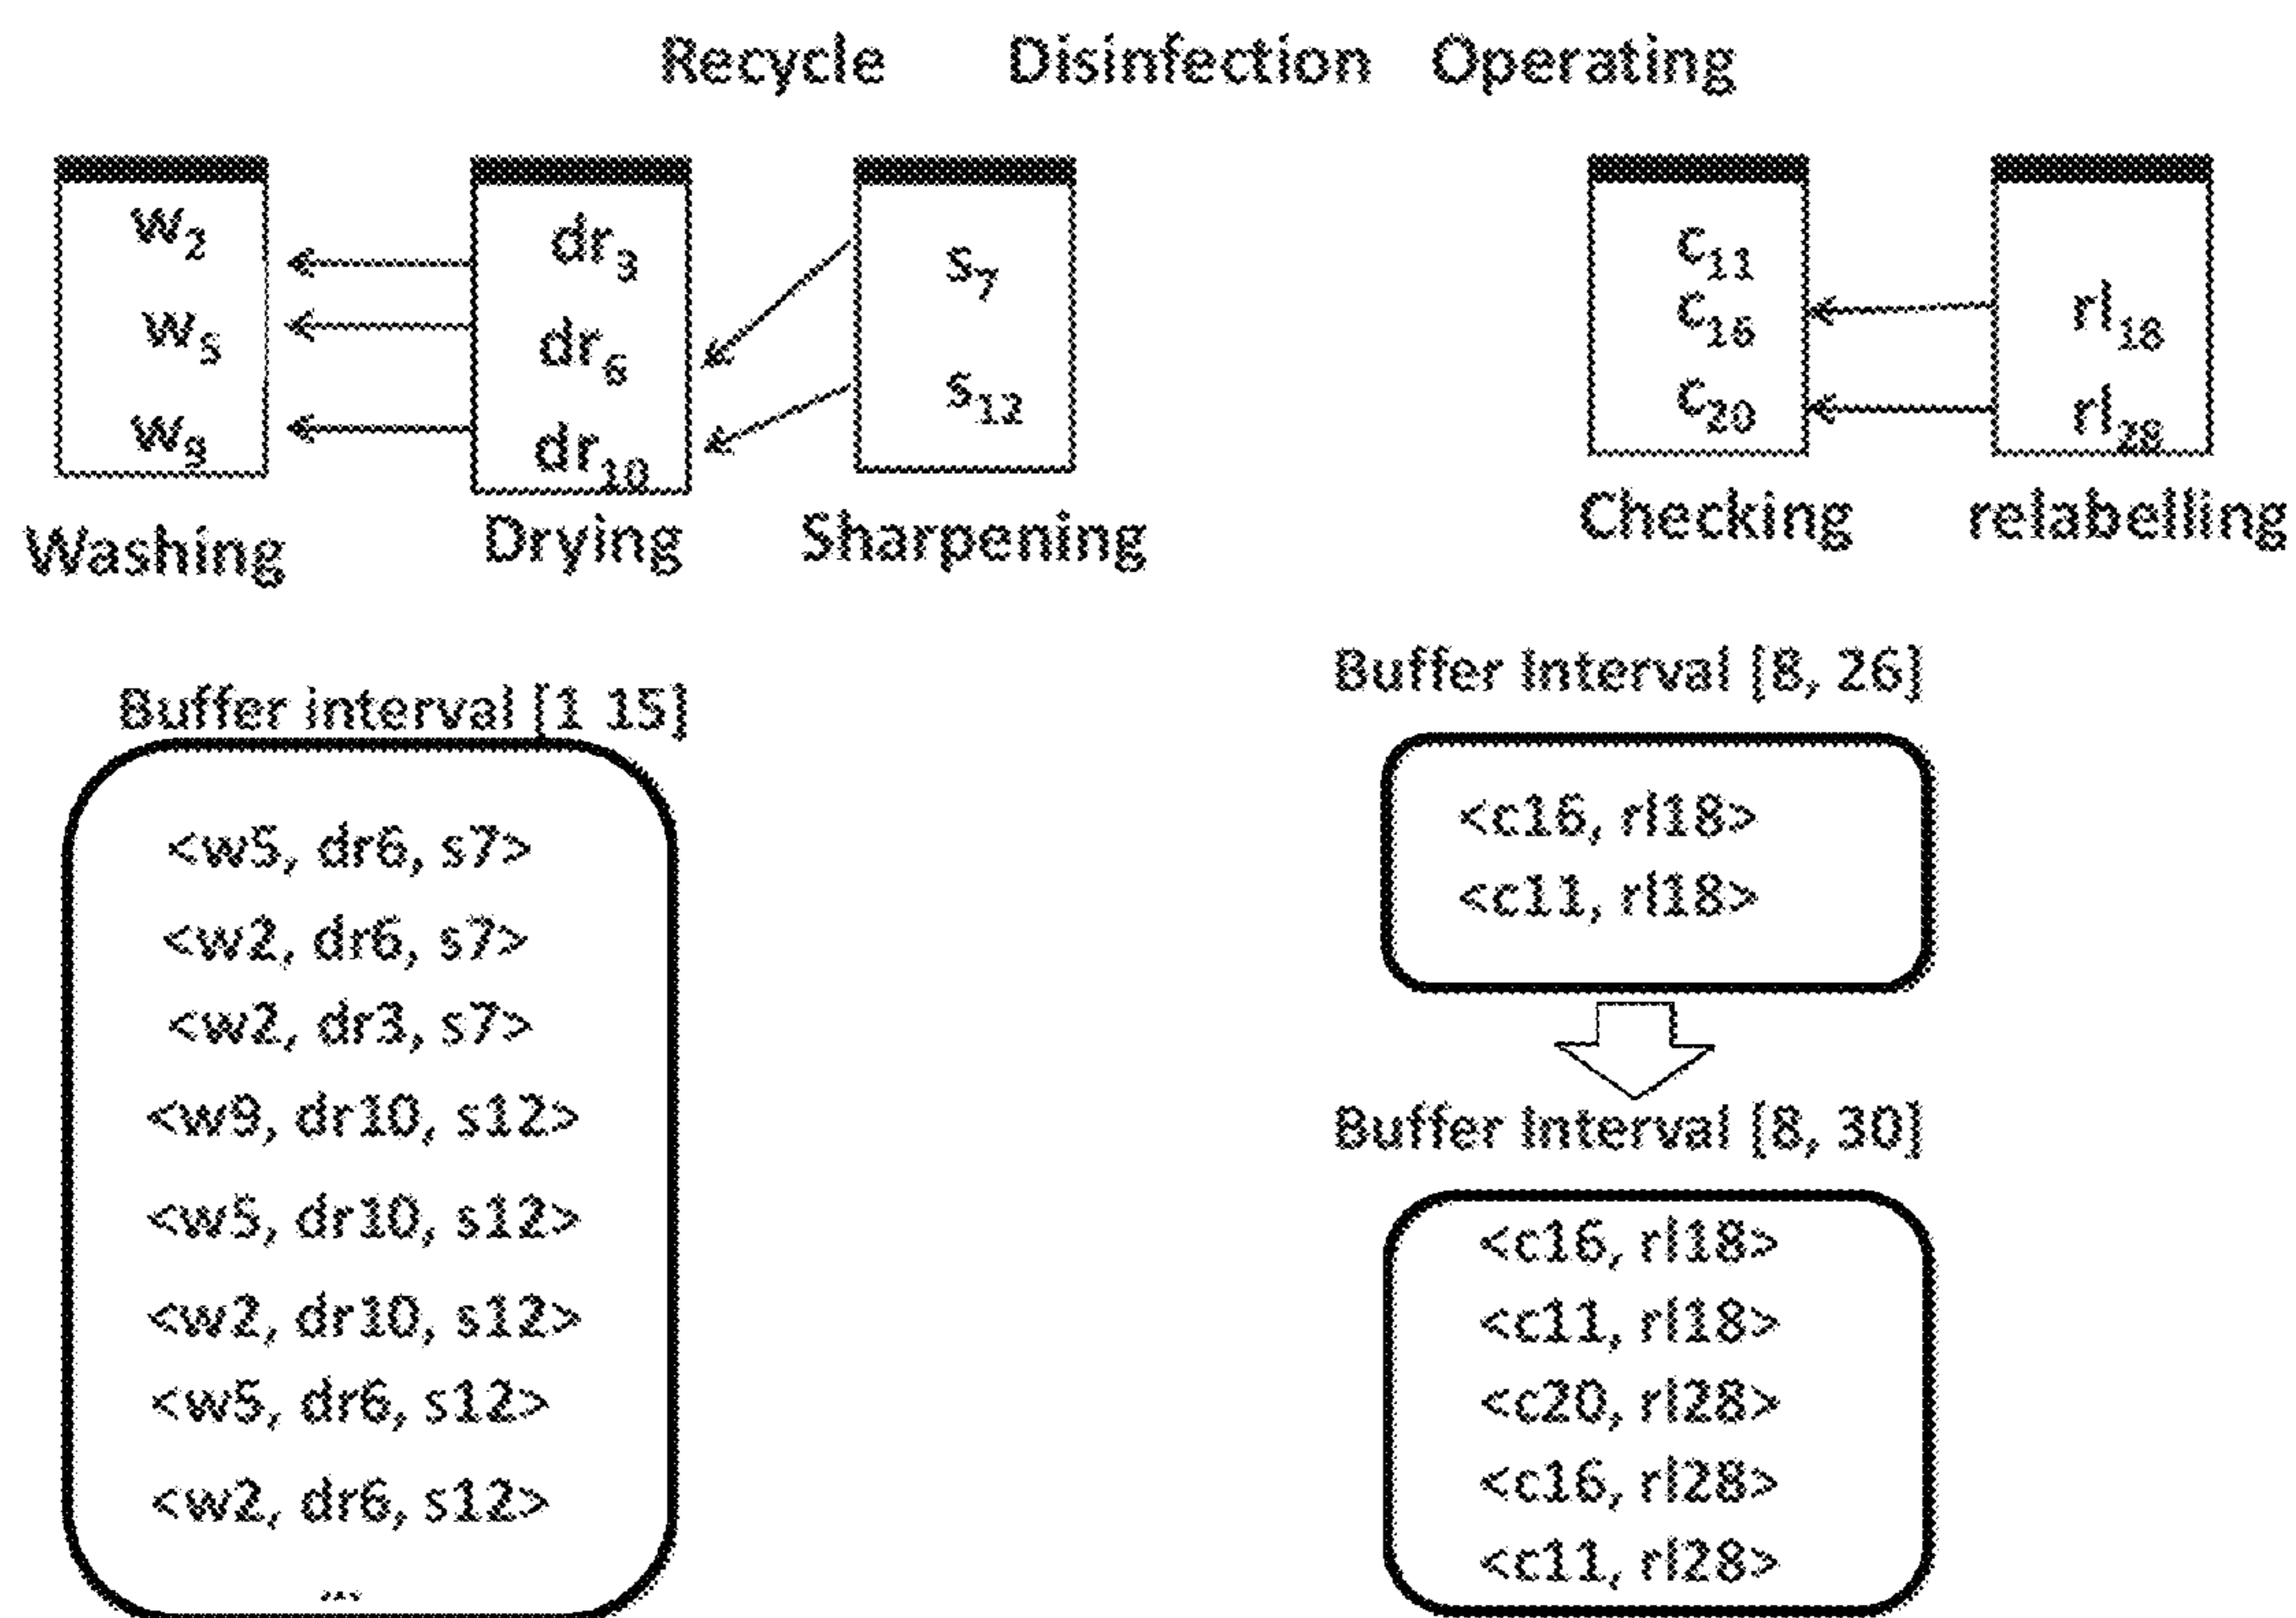 Recycle Disinfection Operating
w2 dr3 s7 c11
w5 dr6 s12 c16 rl18
w9 dr10 c20 rl28
Washing Drying Sharpening Checking relabelling
Buffer interval [1 15]
<w5, dr6, s7>
<w2, dr6, s7>
<w2, dr3, s7>
<w9, dr10, s12>
<w5, dr10, s12>
<w2, dr10, s12>
<w5, dr6, s12>
<w2, dr6, s12>
...
Buffer Interval [8, 26]
<c16, rl18>
<c11, rl18>
Buffer Interval [8, 30]
<c16, rl18>
<c11, rl18>
<c20, rl28>
<c16, rl28>
<c11, rl28>